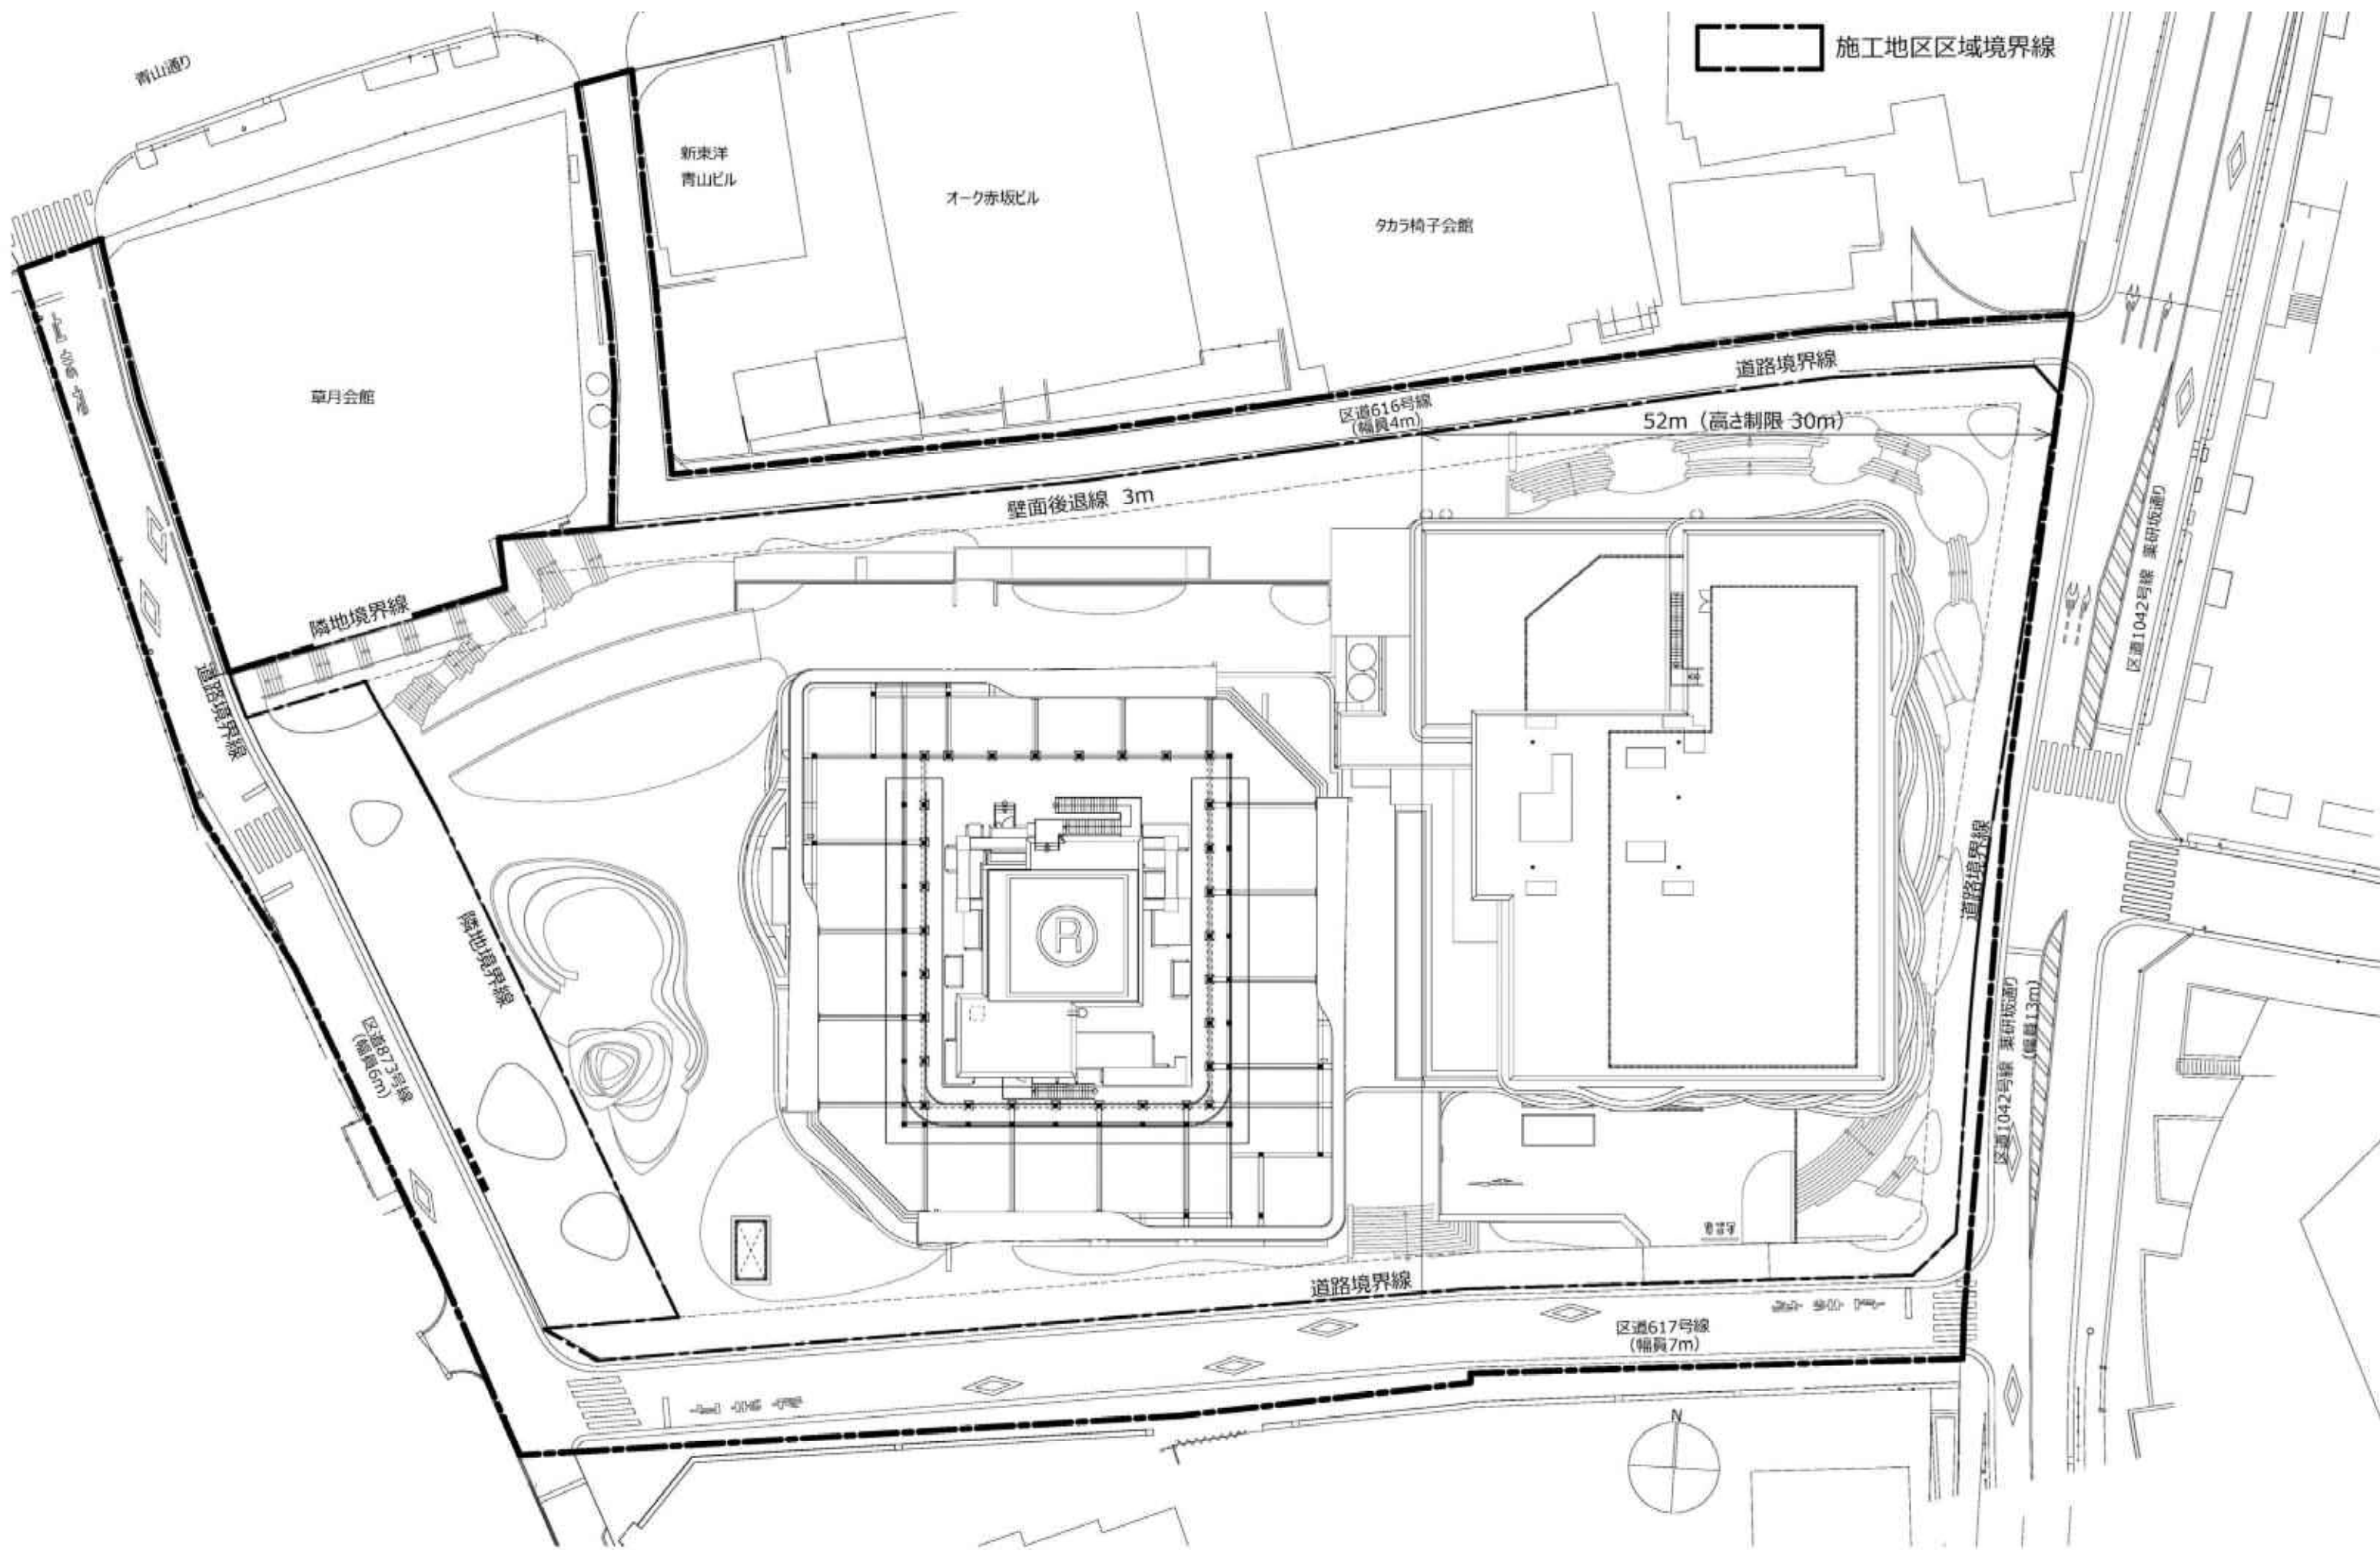 施工地区区域境界線
青山通り
新東洋
青山ビル
オーク赤坂ビル
タカラ椅子会館
草月会館
道路境界線
区道616号線
(幅員4m)
52m（高さ制限 30m）
壁面後退線 3m
隣地境界線
道路境界線
区道1042号線 薬研坂通り
隣地境界線
道路境界線
R
区道873号線
(幅員6m)
区道1042号線 薬研坂通り
(幅員13m)
道路境界線
区道617号線
(幅員7m)
N